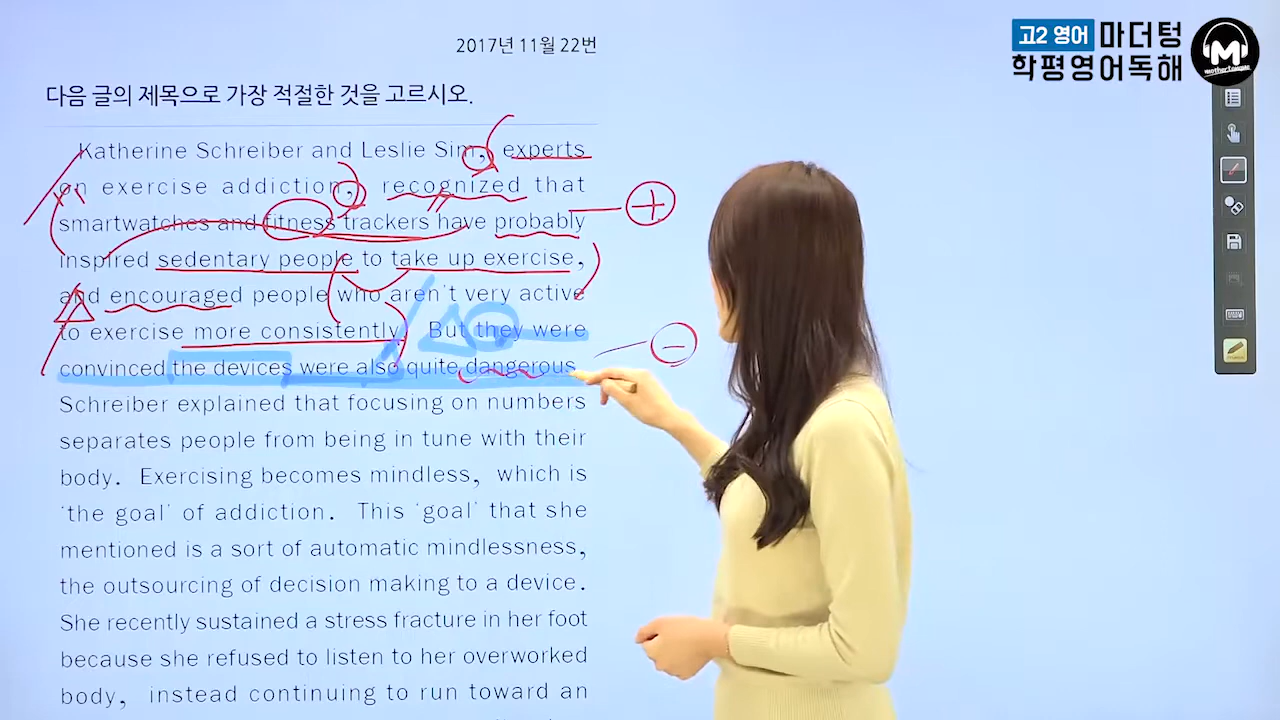 2017년 11월 22번
고2 영어 마더텅
학평영어독해
M
mothertongue
다음 글의 제목으로 가장 적절한 것을 고르시오.
Katherine Schreiber and Leslie Sim, experts
on exercise addiction, recognized that
smartwatches and fitness trackers have probably
inspired sedentary people to take up exercise,
and encouraged people who aren't very active
to exercise more consistently. But they were
convinced the devices were also quite dangerous.
Schreiber explained that focusing on numbers
separates people from being in tune with their
body. Exercising becomes mindless, which is
'the goal' of addiction. This 'goal' that she
mentioned is a sort of automatic mindlessness,
the outsourcing of decision making to a device.
She recently sustained a stress fracture in her foot
because she refused to listen to her overworked
body, instead continuing to run toward an